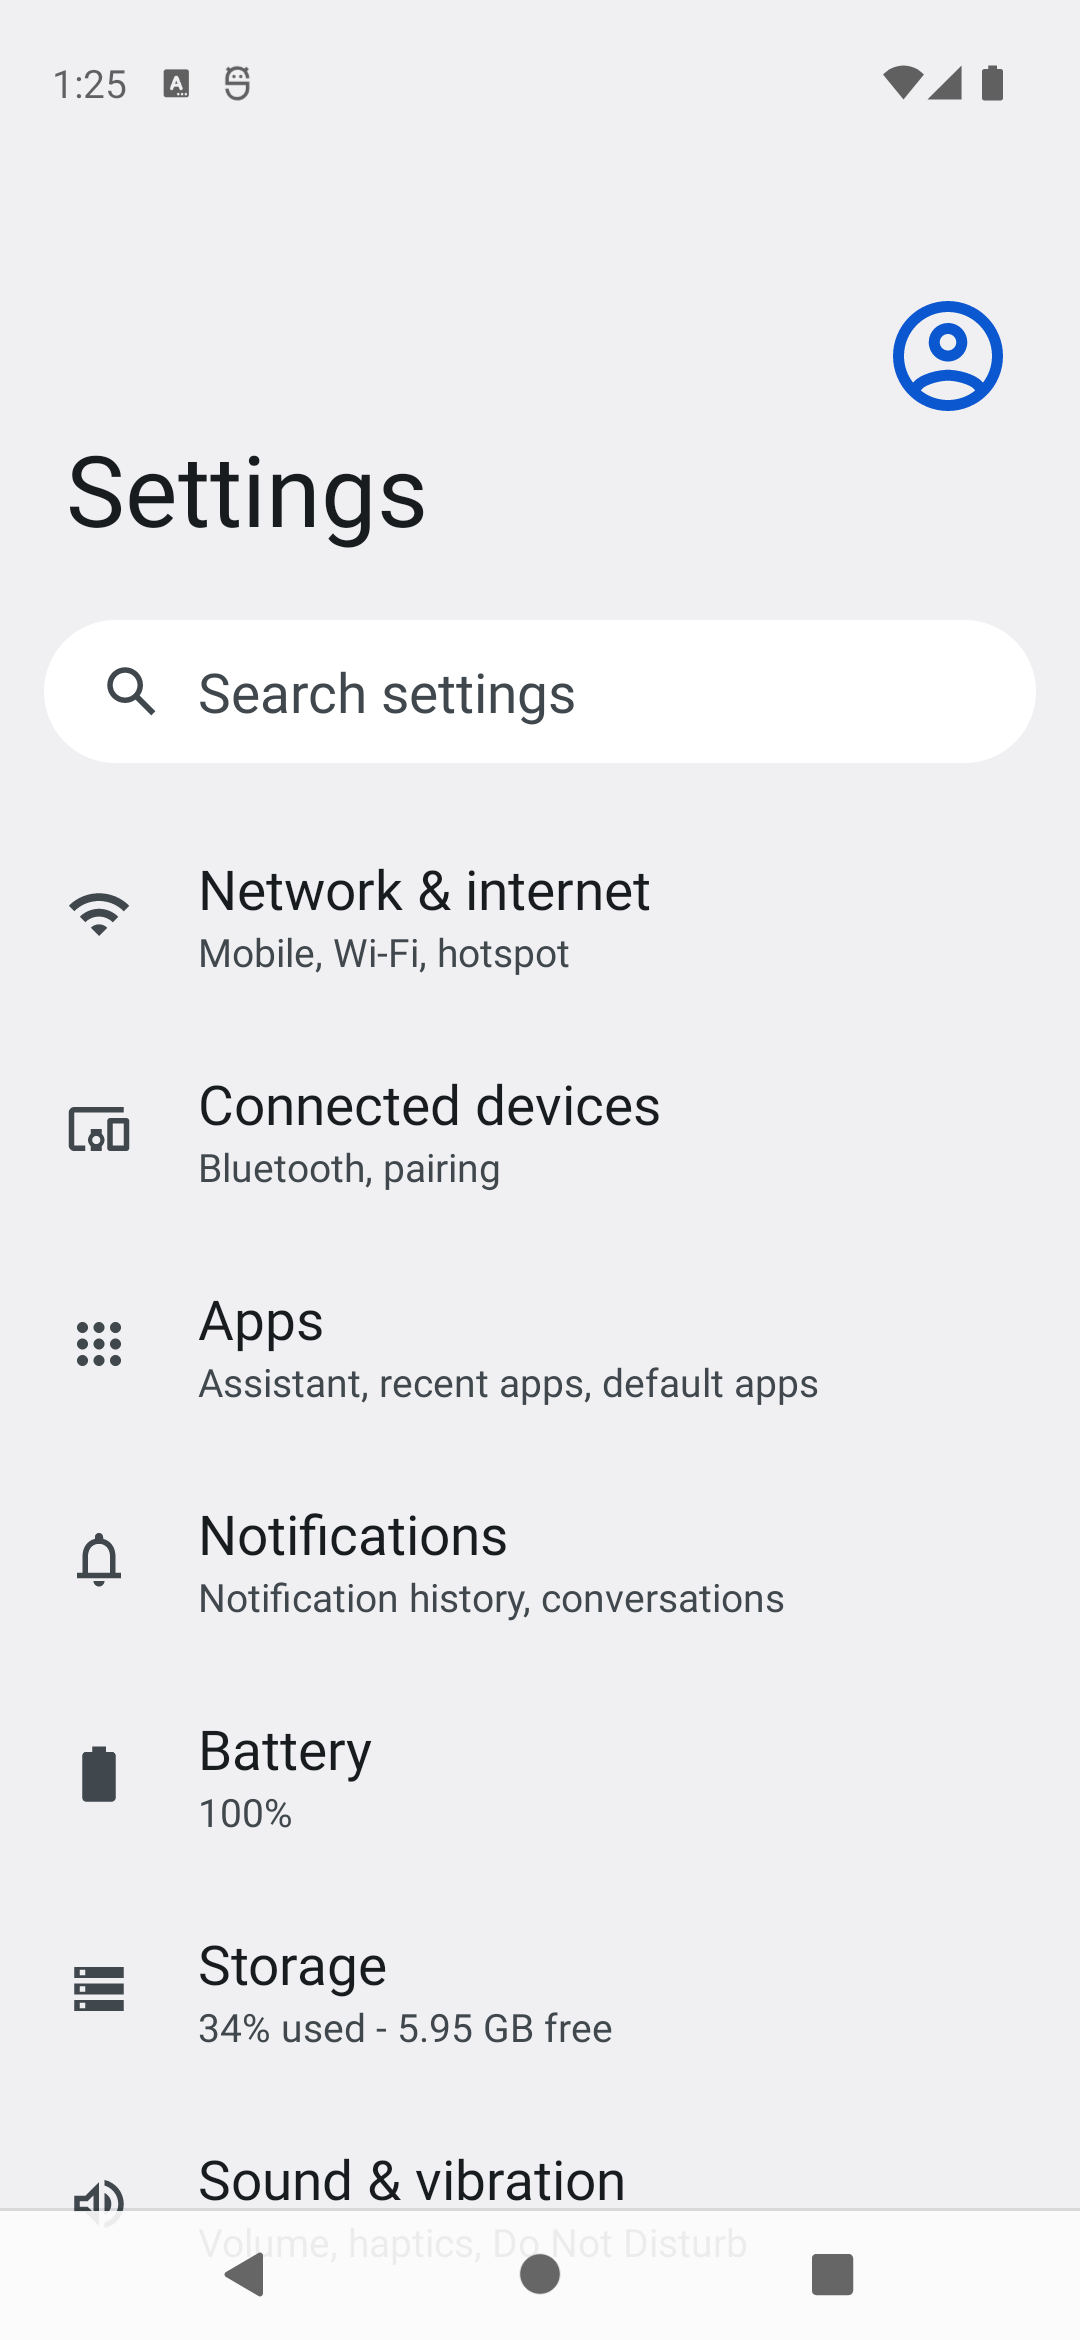 1:25
Settings
Search settings
Network & internet
Mobile, Wi-Fi, hotspot
Connected devices
Bluetooth, pairing
Apps
Assistant, recent apps, default apps
Notifications
Notification history, conversations
Battery
100%
Storage
34% used - 5.95 GB free
Sound & vibration
Volume, haptics, Do Not Disturb